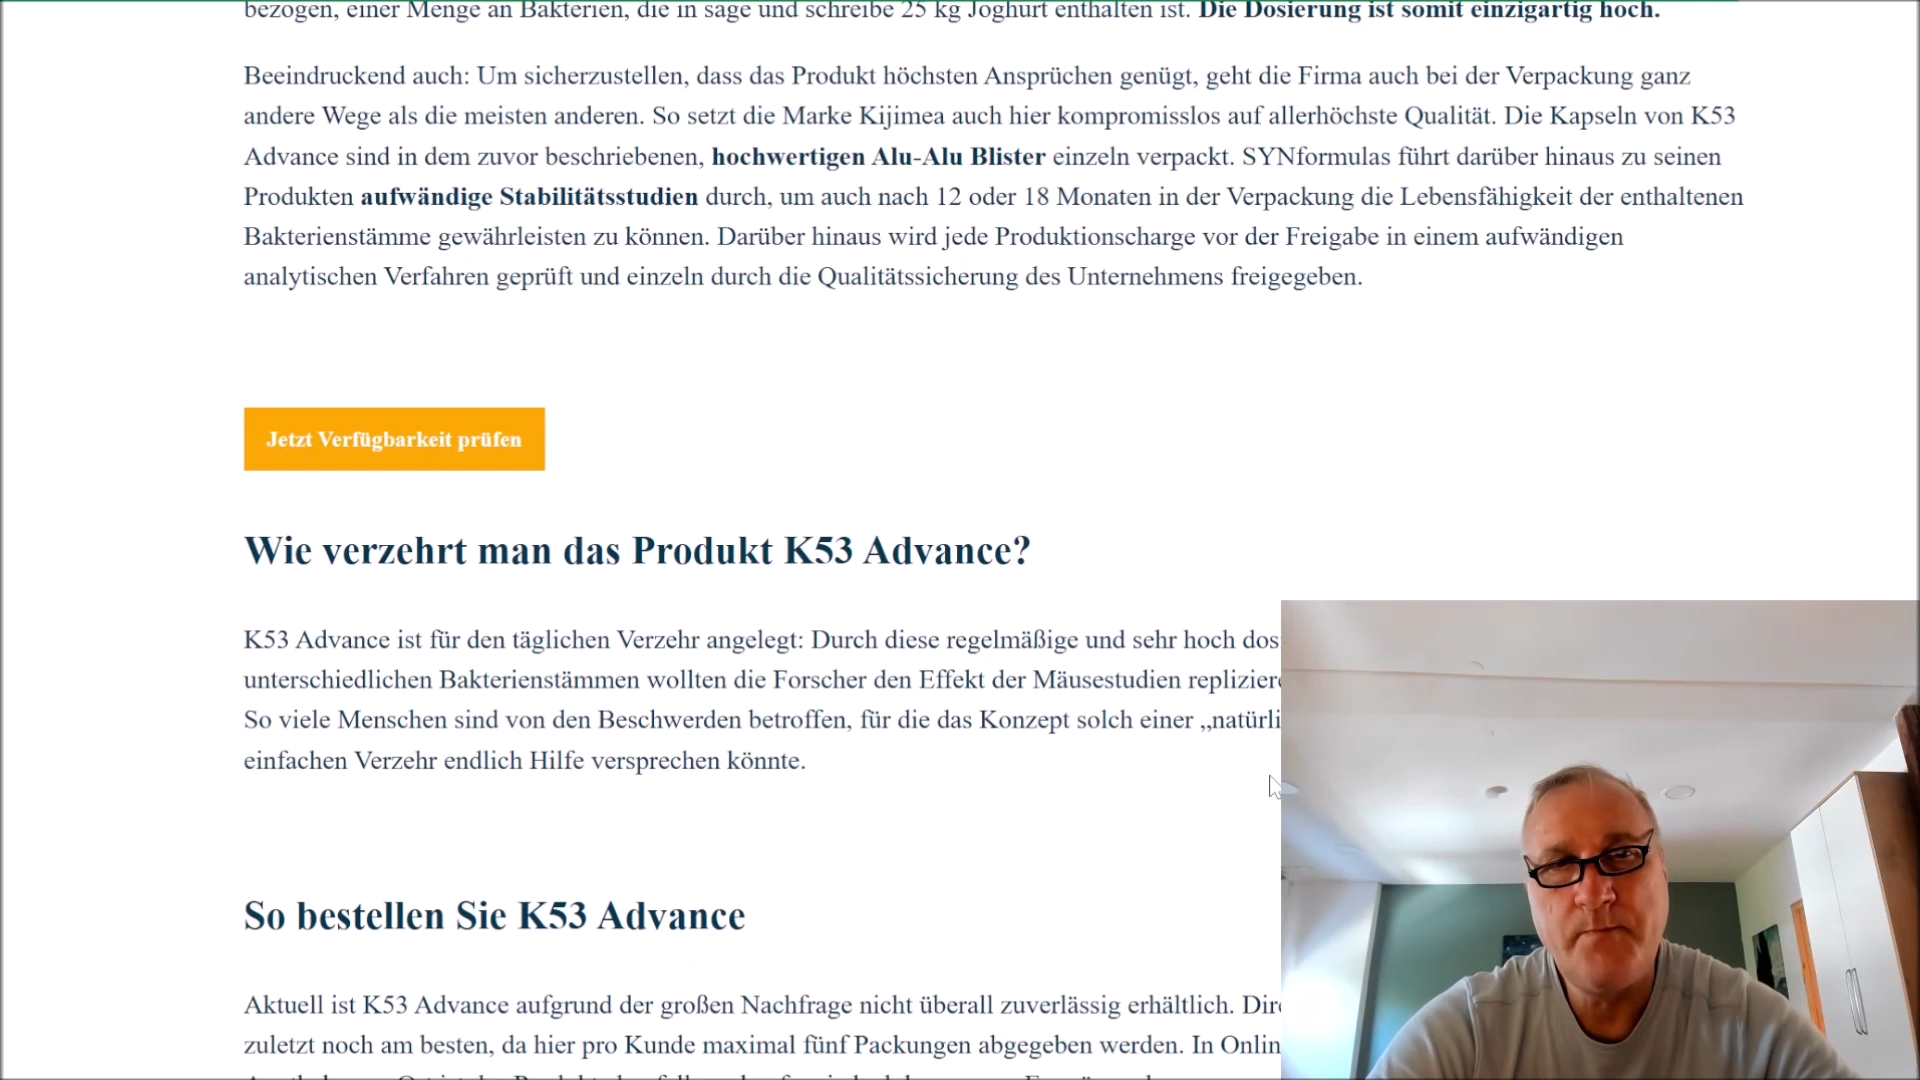 bezogen, einer Menge an Bakterien, die in sage und schreibe 25 kg Joghurt enthalten ist. Die Dosierung ist somit einzigartig hoch.
Beeindruckend auch: Um sicherzustellen, dass das Produkt höchsten Ansprüchen genügt, geht die Firma auch bei der Verpackung ganz
andere Wege als die meisten anderen. So setzt die Marke Kijimea auch hier kompromisslos auf allerhöchste Qualität. Die Kapseln von K53
Advance sind in dem zuvor beschriebenen, hochwertigen Alu-Alu Blister einzeln verpackt. SYNformulas führt darüber hinaus zu seinen
Produkten aufwändige Stabilitätsstudien durch, um auch nach 12 oder 18 Monaten in der Verpackung die Lebensfähigkeit der enthaltenen
Bakterienstämme gewährleisten zu können. Darüber hinaus wird jede Produktionscharge vor der Freigabe in einem aufwändigen
analytischen Verfahren geprüft und einzeln durch die Qualitätssicherung des Unternehmens freigegeben.
Jetzt Verfügbarkeit prüfen
Wie verzehrt man das Produkt K53 Advance?
K53 Advance ist für den täglichen Verzehr angelegt: Durch diese regelmäßige und sehr hoch dos
unterschiedlichen Bakterienstämmen wollten die Forscher den Effekt der Mäusestudien repliziere
So viele Menschen sind von den Beschwerden betroffen, für die das Konzept solch einer „natürli
einfachen Verzehr endlich Hilfe versprechen könnte.
So bestellen Sie K53 Advance
Aktuell ist K53 Advance aufgrund der großen Nachfrage nicht überall zuverlässig erhältlich. Dire
zuletzt noch am besten, da hier pro Kunde maximal fünf Packungen abgegeben werden. In Onlin